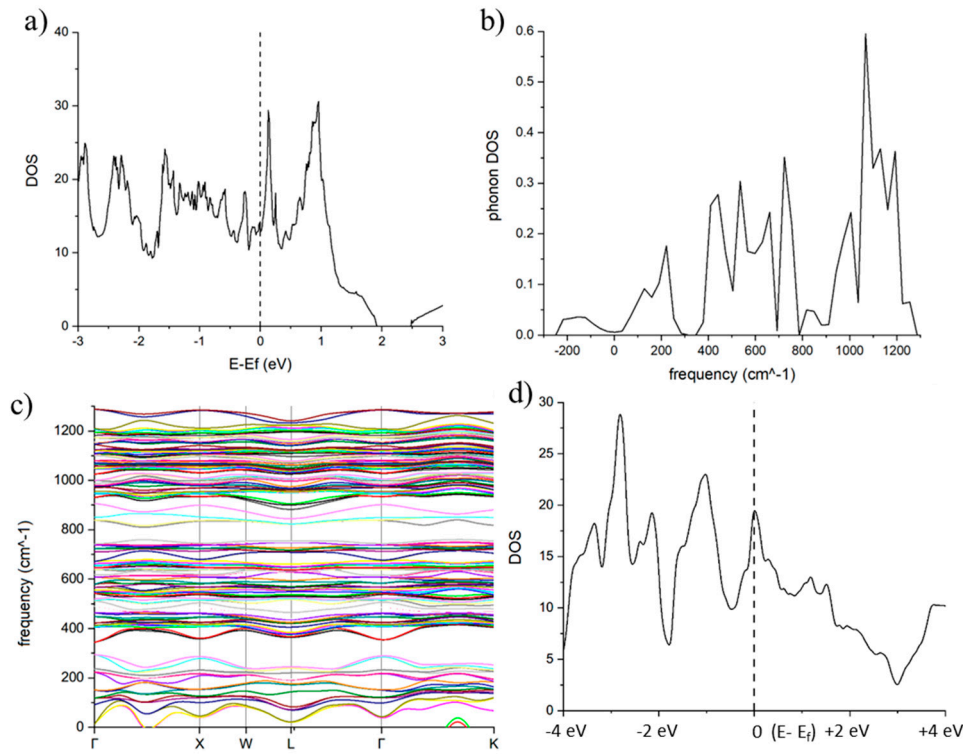 a)
40
30
20
10
0
DOS
-3 -2 -1 0 1 2 3
E-Ef (eV)
b)
0.6
0.5
0.4
0.3
0.2
0.1
0.0
phonon DOS
-200 0 200 400 600 800 1000 1200
frequency (cm^-1)
c)
1200
1000
800
600
400
200
0
frequency (cm^-1)
Γ X W L Γ K
d)
30
25
20
15
10
5
0
DOS
-4 eV -2 eV 0 (E- Ef) +2 eV +4 eV